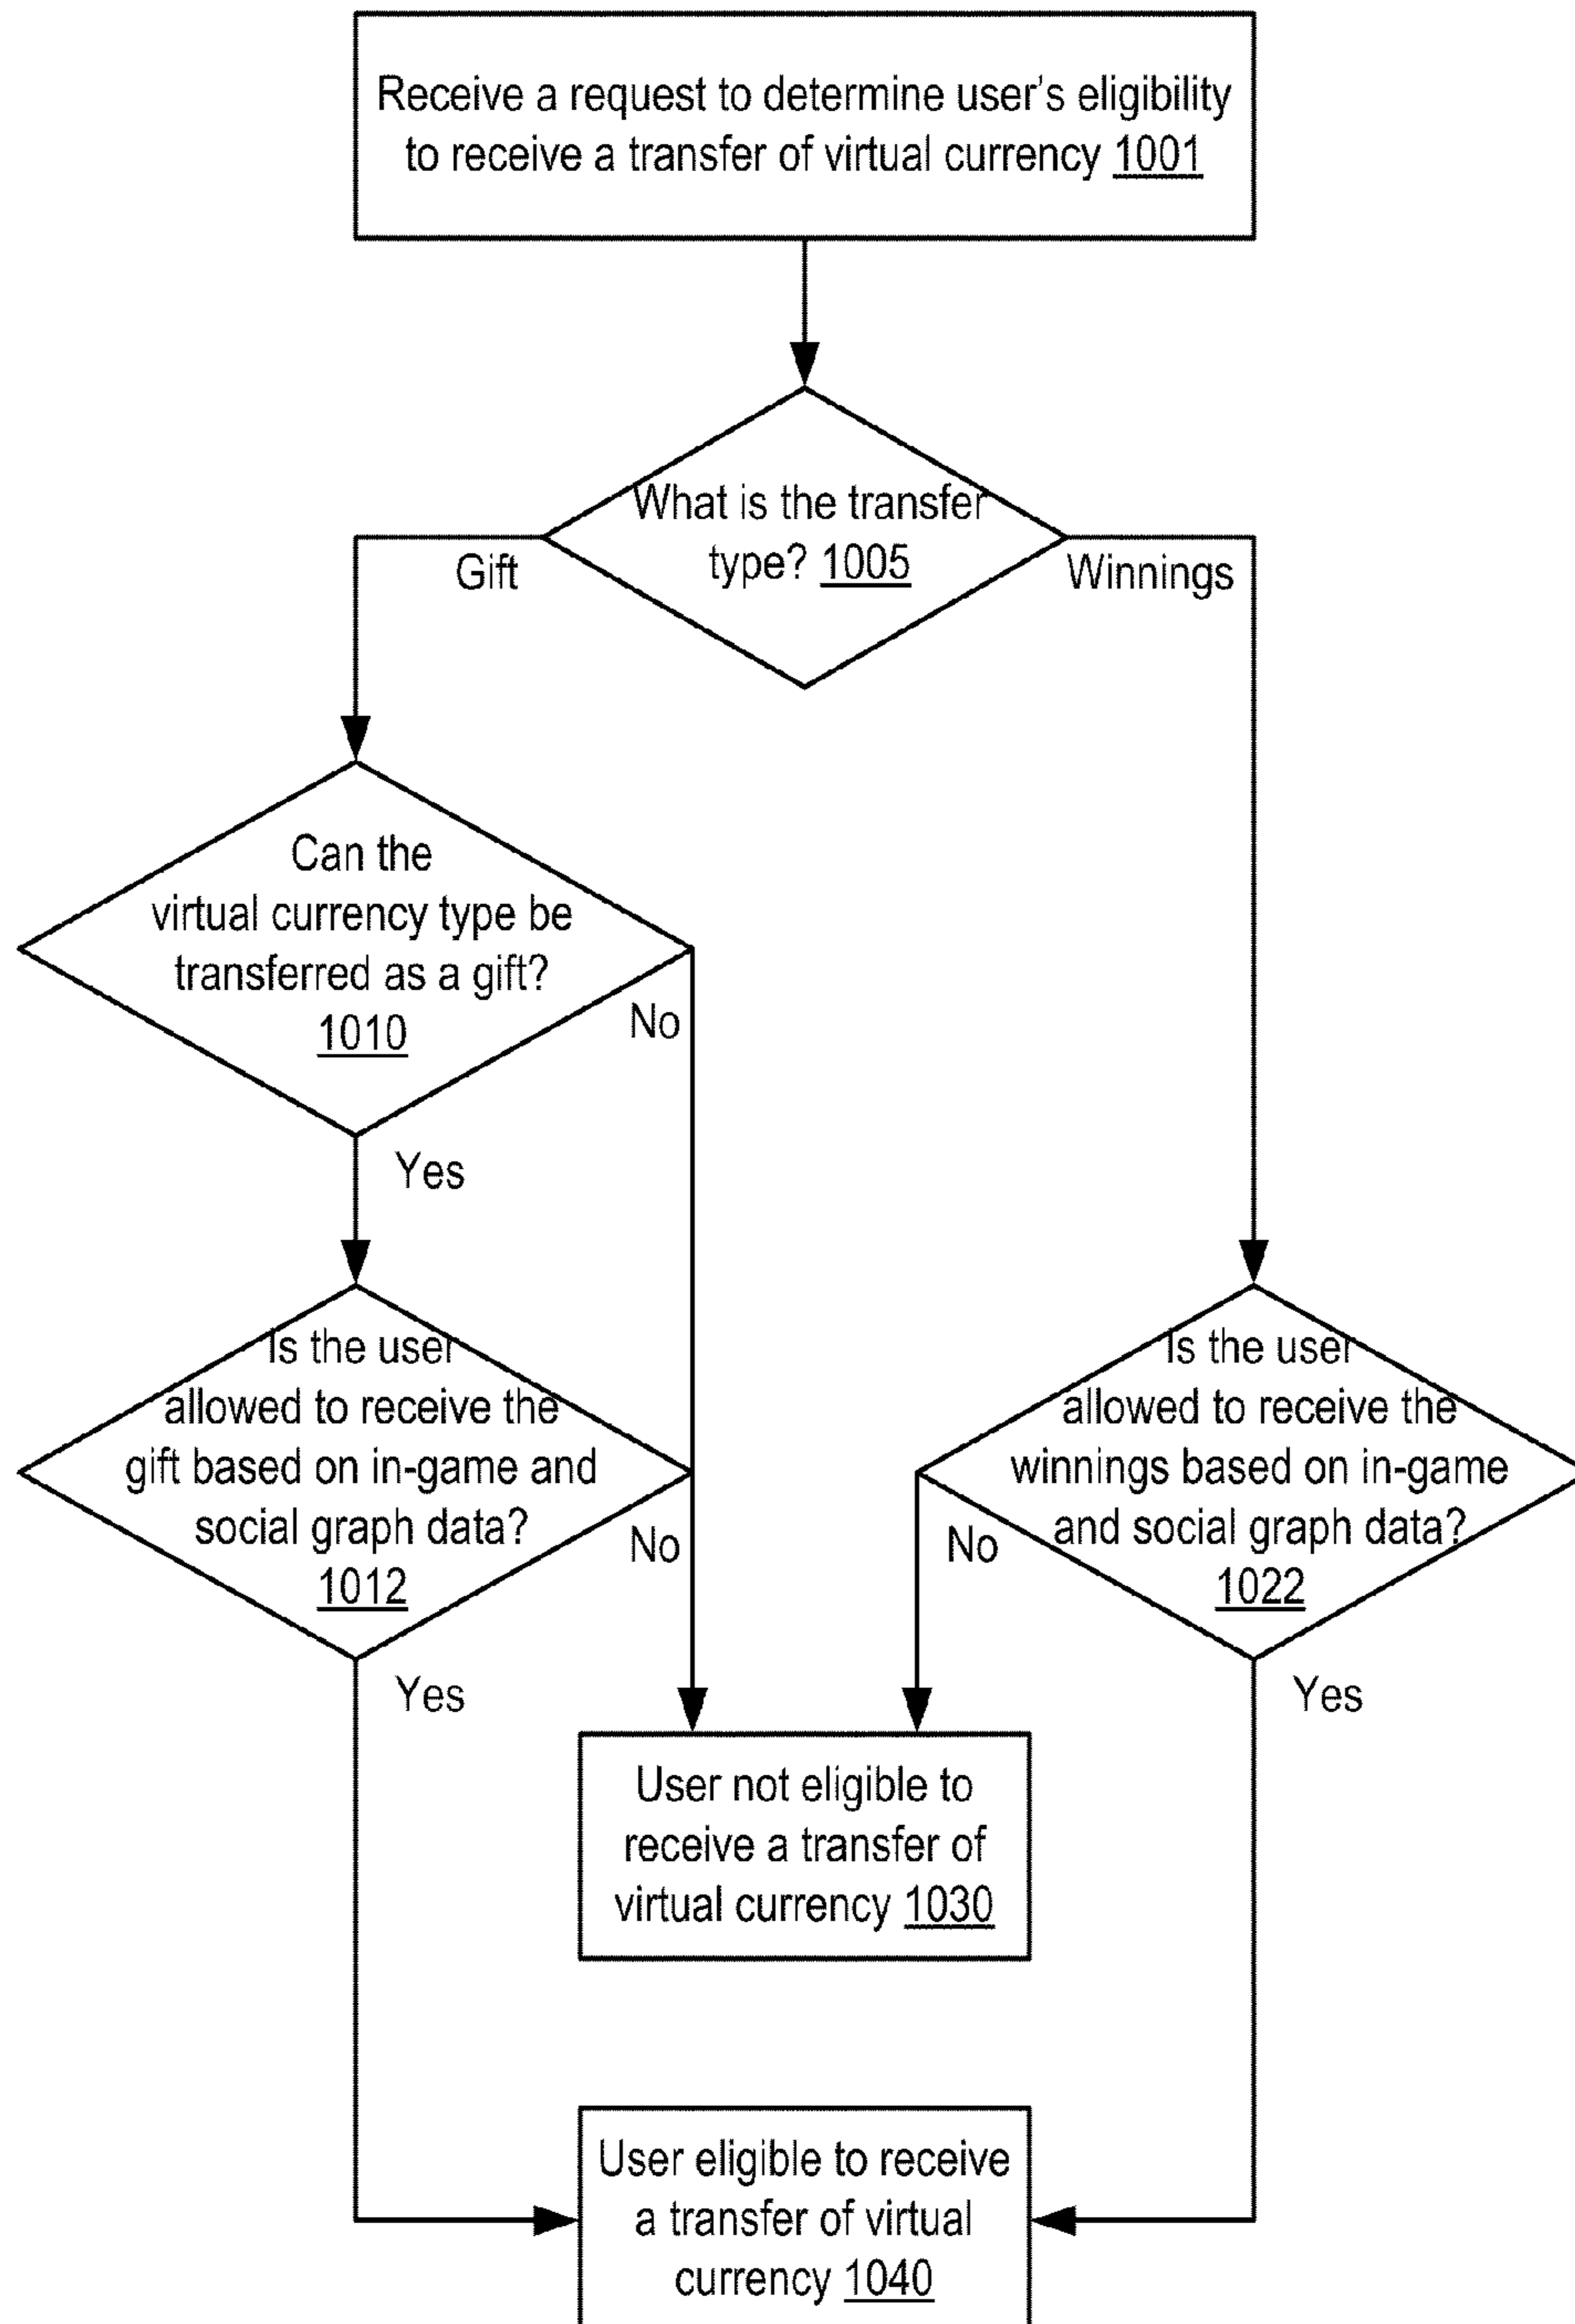 Receive a request to determine user's eligibility
to receive a transfer of virtual currency 1001
What is the transfer
type? 1005
Gift
Winnings
Can the
virtual currency type be
transferred as a gift?
1010
No
Yes
Is the user
allowed to receive the
gift based on in-game and
social graph data?
1012
No
Yes
Is the user
allowed to receive the
winnings based on in-game
and social graph data?
1022
No
Yes
User not eligible to
receive a transfer of
virtual currency 1030
User eligible to receive
a transfer of virtual
currency 1040